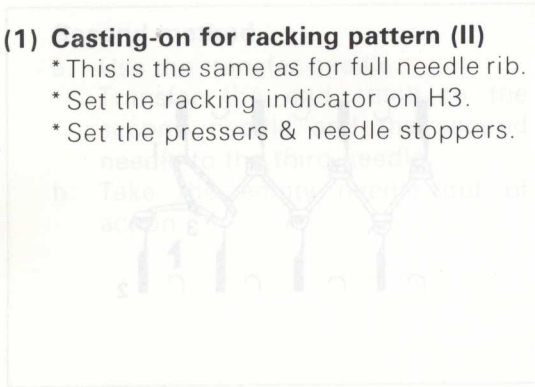 (1) Casting-on for racking pattern (II)
* This is the same as for full needle rib.
* Set the racking indicator on H3.
* Set the pressers & needle stoppers.